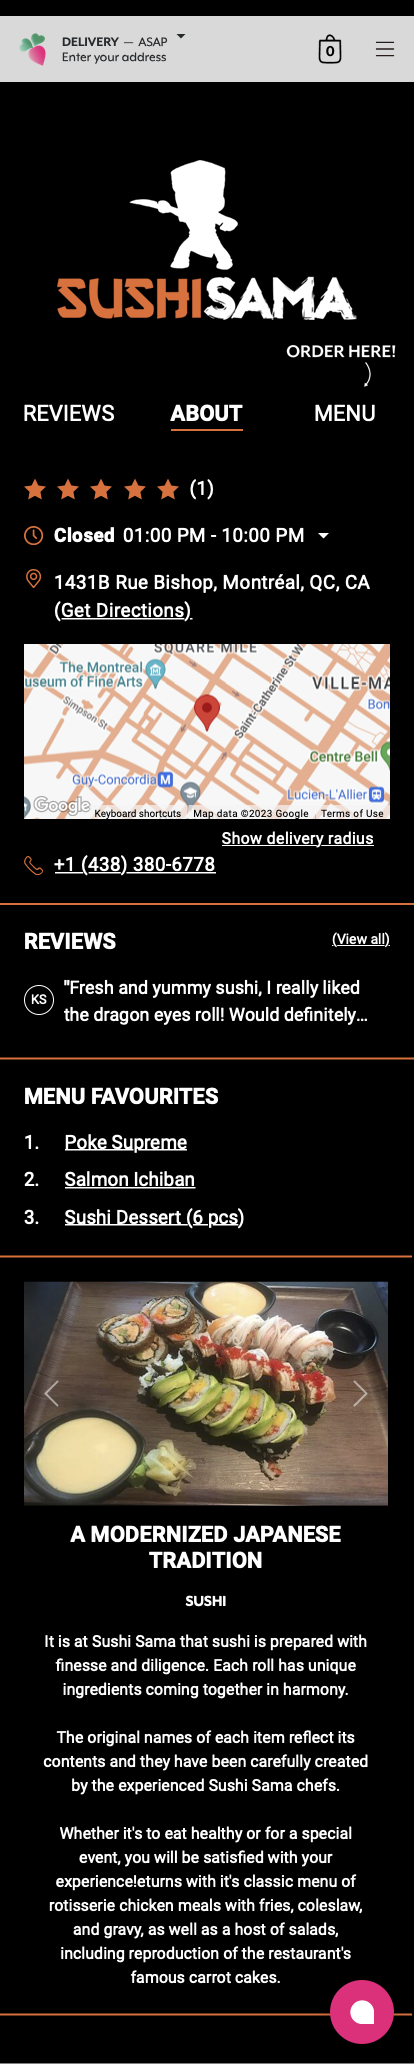 DELIVERY — ASAP
Enter your address
0
SUSHISAMA
ORDER HERE!
REVIEWS ABOUT MENU
(1)
Closed 01:00 PM - 10:00 PM
1431B Rue Bishop, Montréal, QC, CA
(Get Directions)
SQUARE MILE
The Montreal
useum of Fine Arts
Simpson St
Saint-Catherine St W
VILLE-MA
Bon
Centre Bell
Guy-Concordia M
Lucien-L'Allier
Google
Keyboard shortcuts Map data ©2023 Google Terms of Use
Show delivery radius
+1 (438) 380-6778
REVIEWS (View all)
KS
"Fresh and yummy sushi, I really liked
the dragon eyes roll! Would definitely...
MENU FAVOURITES
1. Poke Supreme
2. Salmon Ichiban
3. Sushi Dessert (6 pcs)
A MODERNIZED JAPANESE
TRADITION
SUSHI
It is at Sushi Sama that sushi is prepared with
finesse and diligence. Each roll has unique
ingredients coming together in harmony.
The original names of each item reflect its
contents and they have been carefully created
by the experienced Sushi Sama chefs.
Whether it's to eat healthy or for a special
event, you will be satisfied with your
experience!eturns with it's classic menu of
rotisserie chicken meals with fries, coleslaw,
and gravy, as well as a host of salads,
including reproduction of the restaurant's
famous carrot cakes.